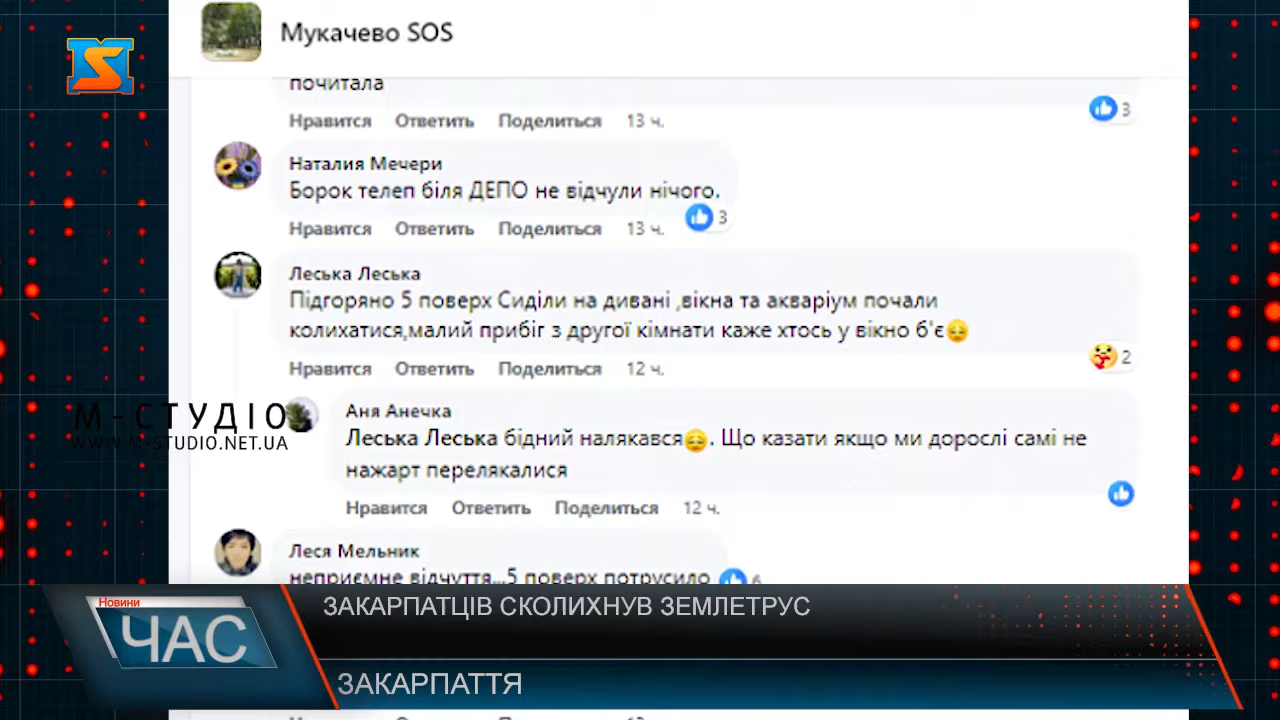 Мукачево SOS
почитала
Нравится Ответить Поделиться 13 ч.
3
Наталия Мечери
Борок телеп біля ДЕПО не відчули нічого.
3
Нравится Ответить Поделиться 13 ч.
Леська Леська
Підгоряно 5 поверх Сиділи на дивані ,вікна та акваріум почали
колихатися,малий прибіг з другої кімнати каже хтось у вікно б'є😔
2
Нравится Ответить Поделиться 12 ч.
М-СТУДІО
WWW.M-STUDIO.NET.UA
Аня Анечка
Леська Леська бідний налякався😔. Що казати якщо ми дорослі самі не
нажарт перелякалися
Нравится Ответить Поделиться 12 ч.
Леся Мельник
неприємне відчуття...5 поверх потрусило
6
Новини
ЧАС
ЗАКАРПАТЦІВ СКОЛИХНУВ ЗЕМЛЕТРУС
ЗАКАРПАТТЯ